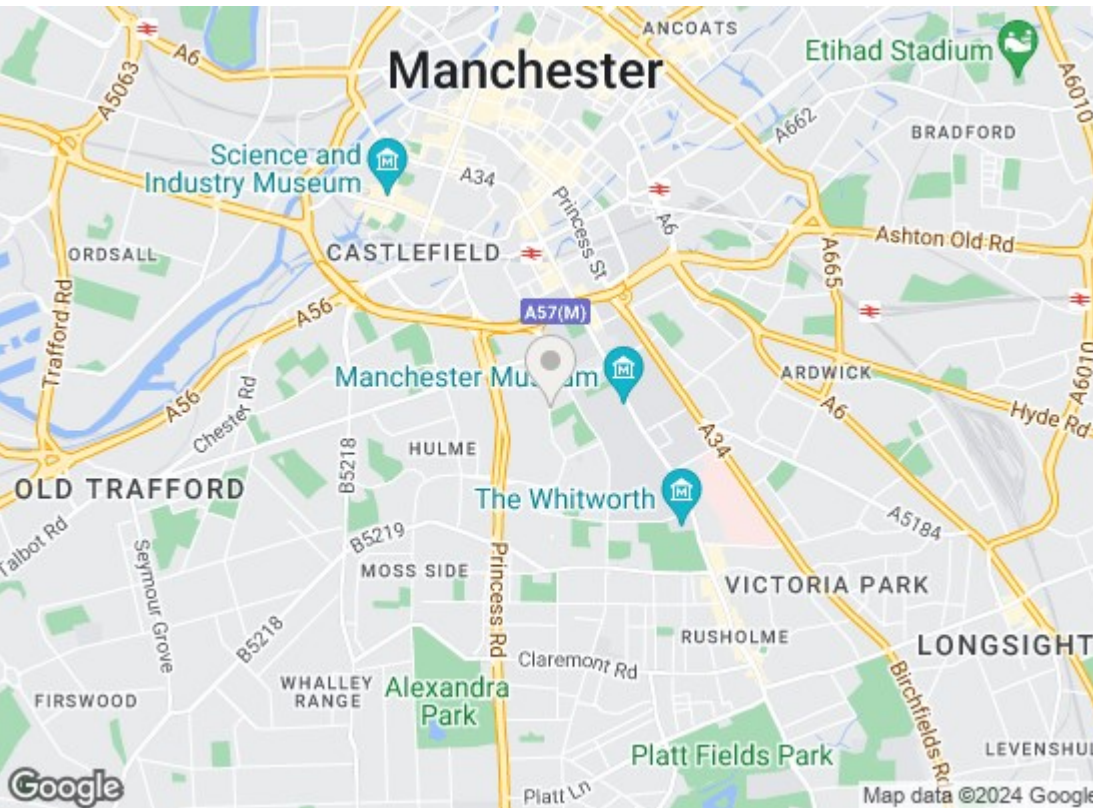 ANCOATS
Manchester
Etihad Stadium
A6
A5063
A6010
A662
BRADFORD
Science and
Industry Museum
A34
Princess St
A6
ORDSALL
CASTLEFIELD
Ashton Old Rd
A665
Trafford Rd
A56
A57(M)
Manchester Museum
ARDWICK
A6010
A56
Chester Rd
A6
Hyde Rd
HULME
B5218
A34
OLD TRAFFORD
The Whitworth
A5184
Talbot Rd
B5219
Seymour Grove
MOSS SIDE
Princess Rd
VICTORIA PARK
B5218
RUSHOLME
LONGSIGHT
Claremont Rd
FIRSWOOD
WHALLEY
RANGE
Alexandra
Park
Birchfields Rd
Platt Fields Park
LEVENSHUL
Google
Platt Ln
Map data ©2024 Google